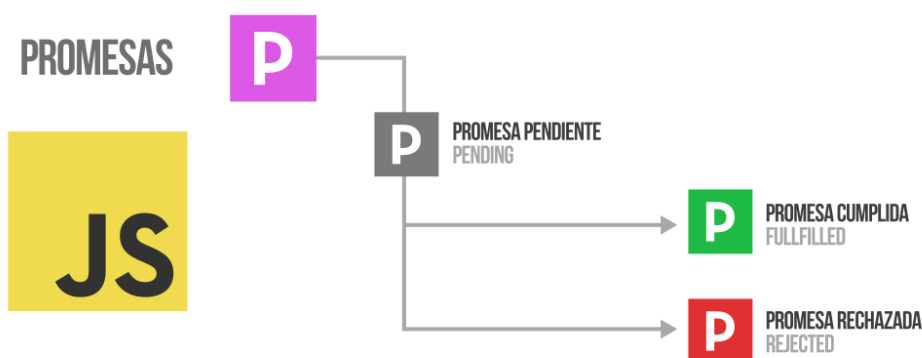 PROMESAS
P
P
PROMESA PENDIENTE
PENDING
JS
P
PROMESA CUMPLIDA
FULLFILLED
P
PROMESA RECHAZADA
REJECTED